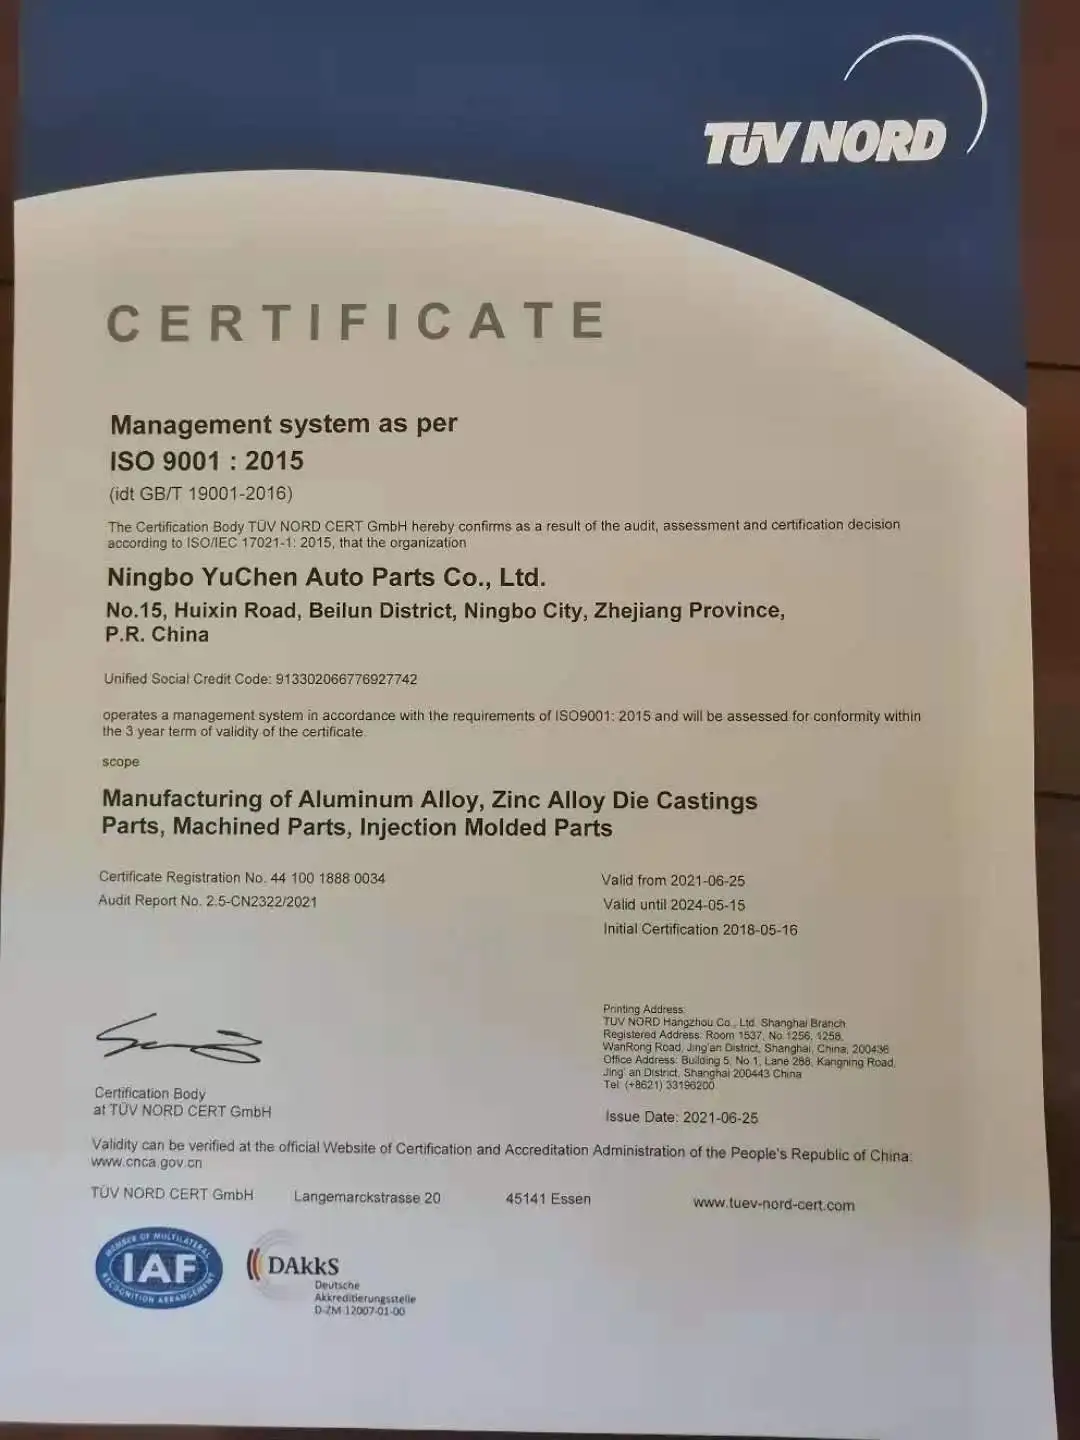 TÜV NORD
CERTIFICATE
Management system as per
ISO 9001 : 2015
(idt GB/T 19001-2016)
The Certification Body TÜV NORD CERT GmbH hereby confirms as a result of the audit, assessment and certification decision
according to ISO/IEC 17021-1: 2015, that the organization
Ningbo YuChen Auto Parts Co., Ltd.
No.15, Huixin Road, Beilun District, Ningbo City, Zhejiang Province,
P.R. China
Unified Social Credit Code: 913302066776927742
operates a management system in accordance with the requirements of ISO9001: 2015 and will be assessed for conformity within
the 3 year term of validity of the certificate.
scope
Manufacturing of Aluminum Alloy, Zinc Alloy Die Castings
Parts, Machined Parts, Injection Molded Parts
Certificate Registration No. 44 100 1888 0034
Audit Report No. 2.5-CN2322/2021
Valid from 2021-06-25
Valid until 2024-05-15
Initial Certification 2018-05-16
Certification Body
at TÜV NORD CERT GmbH
Printing Address:
TUV NORD Hangzhou Co., Ltd. Shanghai Branch
Registered Address: Room 1537, No.1256, 1258,
WanRong Road, Jing'an District, Shanghai, China, 200436
Office Address: Building 5, No.1, Lane 288, Kangning Road,
Jing' an District, Shanghai 200443 China
Tel: (+8621) 33196200
Issue Date: 2021-06-25
Validity can be verified at the official Website of Certification and Accreditation Administration of the People's Republic of China:
www.cnca.gov.cn
TÜV NORD CERT GmbH Langemarckstrasse 20 45141 Essen www.tuev-nord-cert.com
MEMBER OF MULTILATERAL
IAF
RECOGNITION ARRANGEMENT
DAkkS
Deutsche
Akkreditierungsstelle
D-ZM-12007-01-00